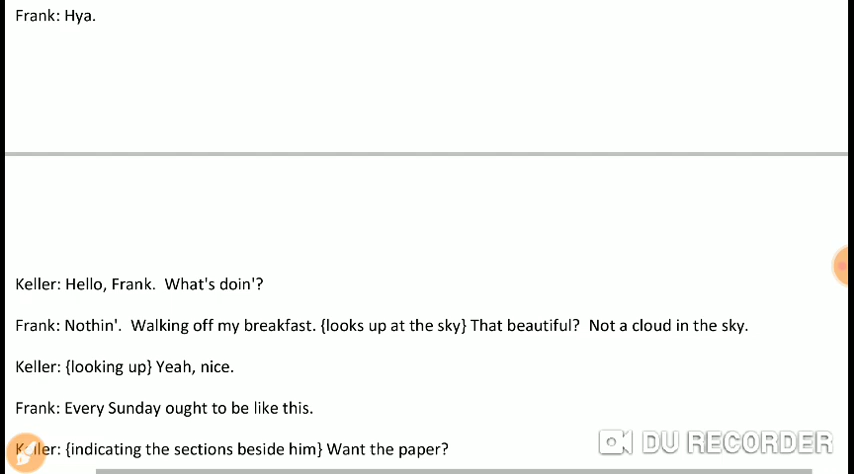 Frank: Hya.
Keller: Hello, Frank.  What's doin'?
Frank: Nothin'.  Walking off my breakfast. {looks up at the sky} That beautiful?  Not a cloud in the sky.
Keller: {looking up} Yeah, nice.
Frank: Every Sunday ought to be like this.
Keller: {indicating the sections beside him} Want the paper?
DU RECORDER